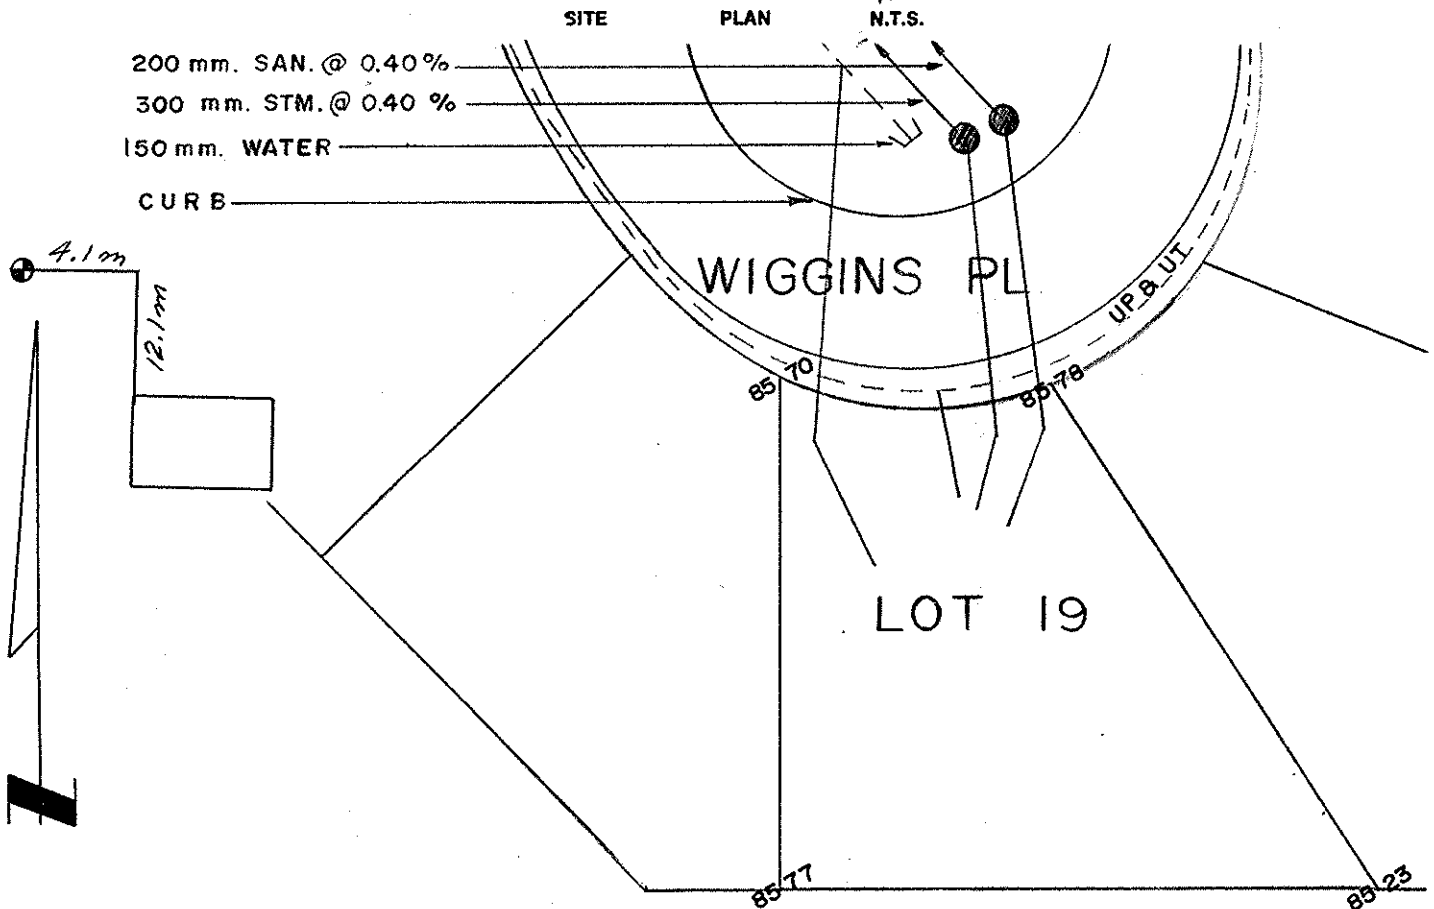 SITE PLAN N.T.S.
200 mm. SAN. @ 0.40 %
300 mm. STM. @ 0.40 %
150 mm. WATER
CURB
4.1m
12.1m
WIGGINS PL
UP & UT
85 70
85 78
LOT 19
85 77
85 23